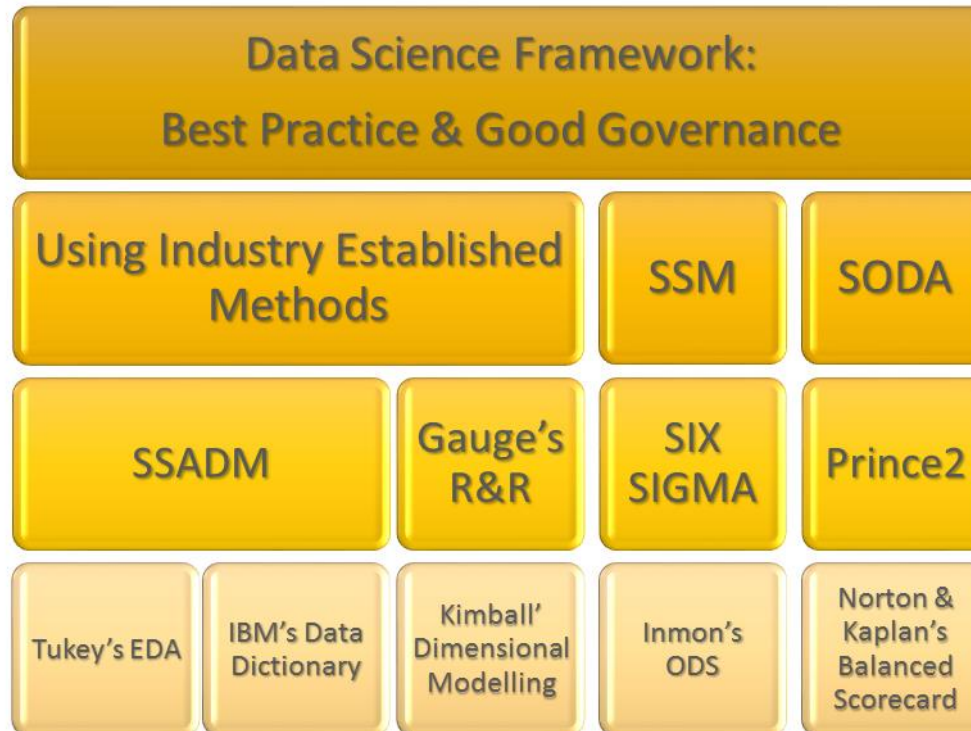 Data Science Framework:
Best Practice & Good Governance
Using Industry Established
Methods
SSM
SODA
SSADM
Gauge's
R&R
SIX
SIGMA
Prince2
Tukey's EDA
IBM's Data
Dictionary
Kimball'
Dimensional
Modelling
Inmon's
ODS
Norton &
Kaplan's
Balanced
Scorecard